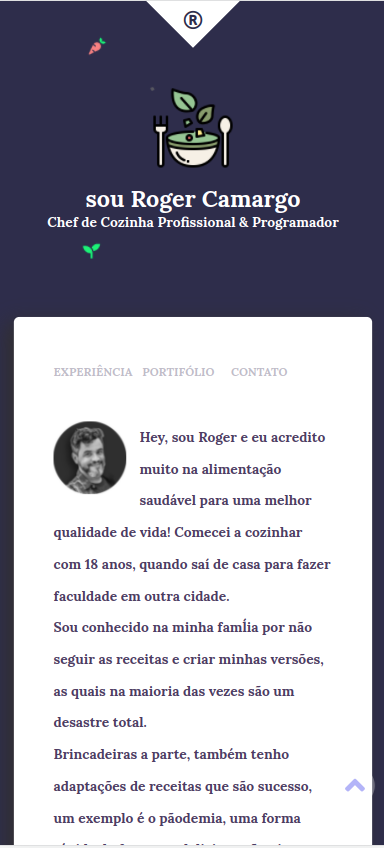 ®
sou Roger Camargo
Chef de Cozinha Profissional & Programador
EXPERIÊNCIA PORTIFÓLIO CONTATO
Hey, sou Roger e eu acredito
muito na alimentação
saudável para uma melhor
qualidade de vida! Comecei a cozinhar
com 18 anos, quando saí de casa para fazer
faculdade em outra cidade.
Sou conhecido na minha famĺia por não
seguir as receitas e criar minhas versões,
as quais na maioria das vezes são um
desastre total.
Brincadeiras a parte, também tenho
adaptações de receitas que são sucesso,
um exemplo é o pãodemia, uma forma